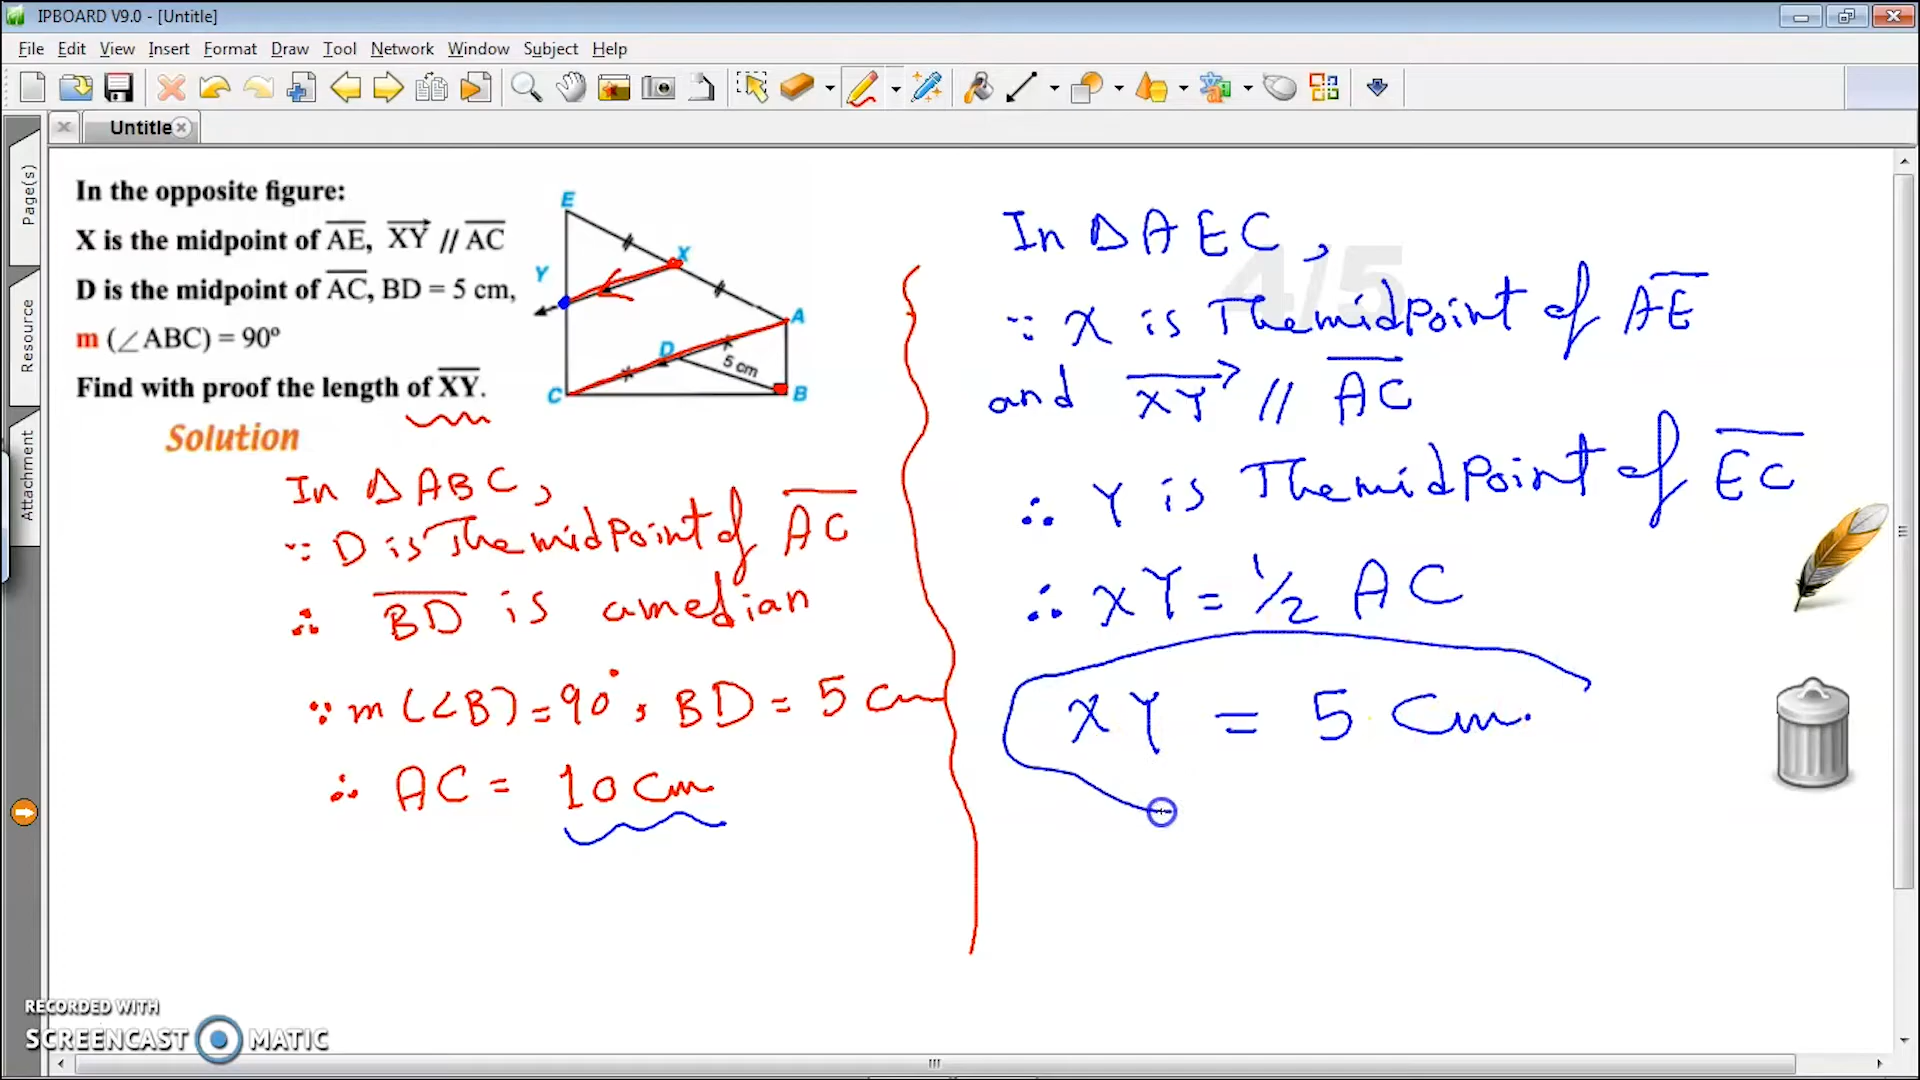 IPBOARD V9.0 - [Untitle]
File Edit View Insert Format Draw Tool Network Window Subject Help
Untitle
Page(s)
Resource
Attachment
In the opposite figure:
X is the midpoint of AE, XY // AC
D is the midpoint of AC, BD = 5 cm,
m (∠ABC) = 90º
Find with proof the length of XY.
E
X
Y
A
D
5 cm
C
B
Solution
In Δ ABC,
∵ D is The midPoint of AC
∴ BD is a median
∵ m (∠B) = 90°, BD = 5 cm
∴ AC = 10 cm
4/5
In Δ AEC,
∵ X is The midPoint of AE
and XY // AC
∴ Y is The midPoint of EC
∴ XY = 1/2 AC
XY = 5 cm.
RECORDED WITH
SCREENCAST MATIC